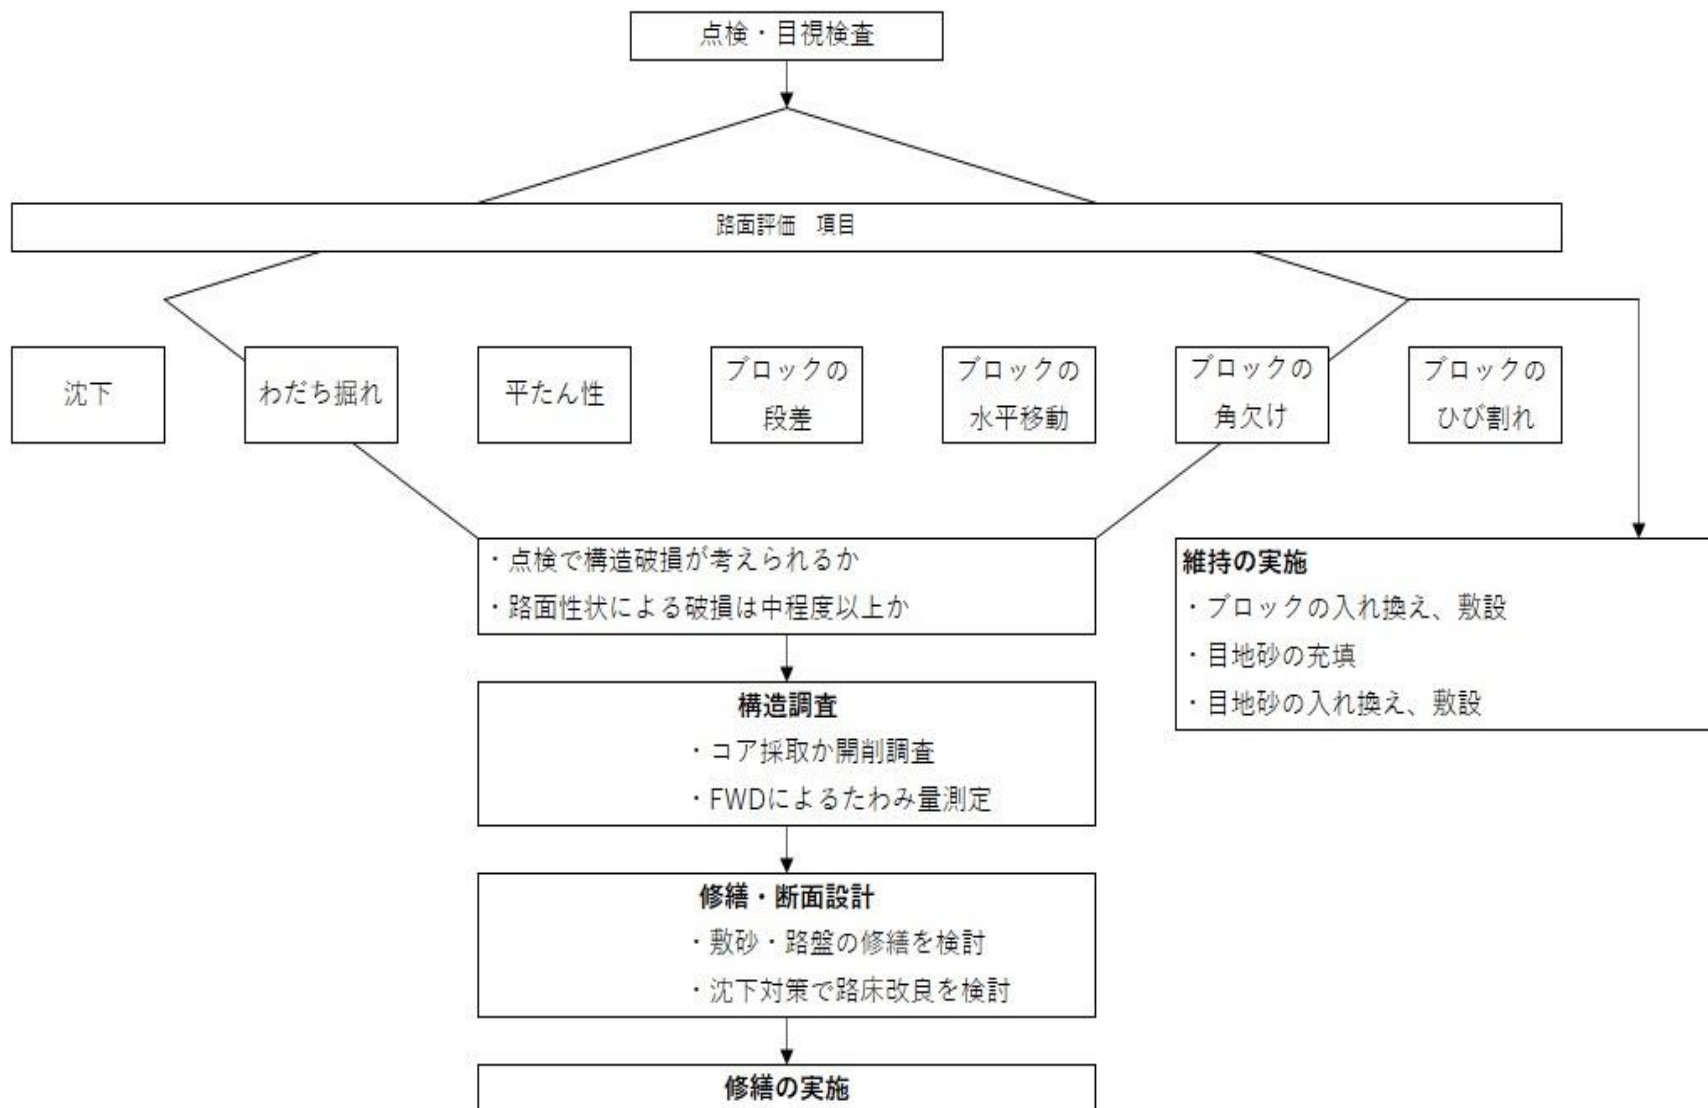 点検・目視検査
路面評価　項目
沈下
わだち掘れ
平たん性
ブロックの
段差
ブロックの
水平移動
ブロックの
角欠け
ブロックの
ひび割れ
・点検で構造破損が考えられるか
・路面性状による破損は中程度以上か
維持の実施
・ブロックの入れ換え、敷設
・目地砂の充填
・目地砂の入れ換え、敷設
構造調査
・コア採取か開削調査
・FWDによるたわみ量測定
修繕・断面設計
・敷砂・路盤の修繕を検討
・沈下対策で路床改良を検討
修繕の実施